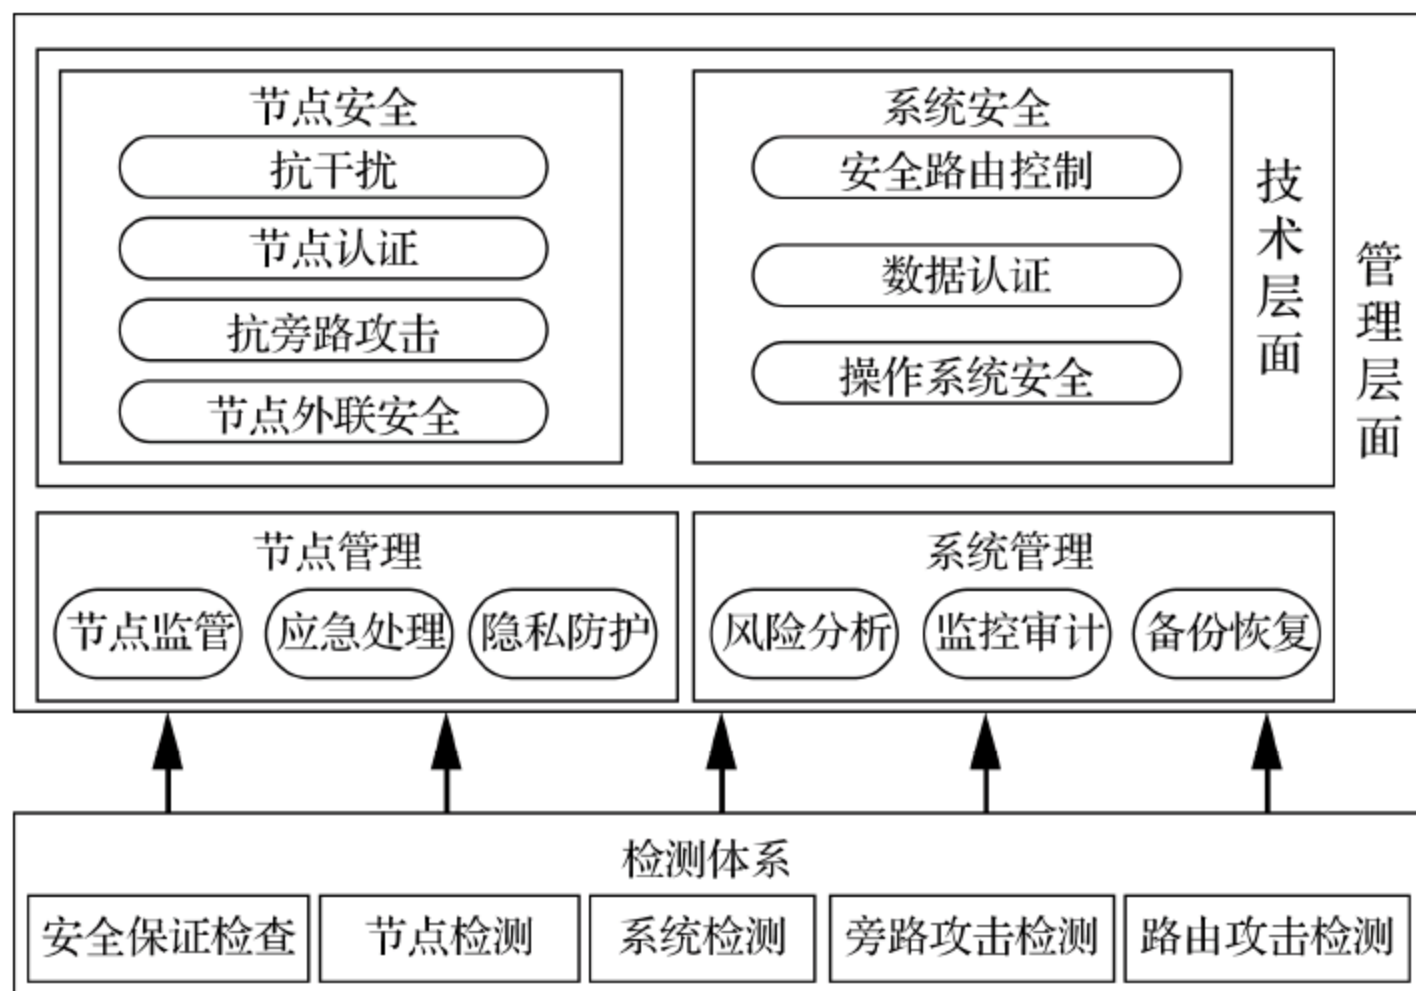 节点安全
抗干扰
节点认证
抗旁路攻击
节点外联安全
系统安全
安全路由控制
数据认证
操作系统安全
技术层面
管理层面
节点管理
节点监管
应急处理
隐私防护
系统管理
风险分析
监控审计
备份恢复
检测体系
安全保证检查
节点检测
系统检测
旁路攻击检测
路由攻击检测